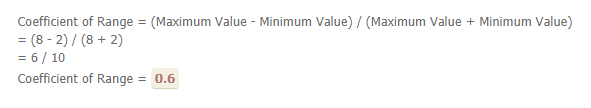 Coefficient of Range = (Maximum Value - Minimum Value) / (Maximum Value + Minimum Value)
= (8 - 2) / (8 + 2)
= 6 / 10
Coefficient of Range = 0.6